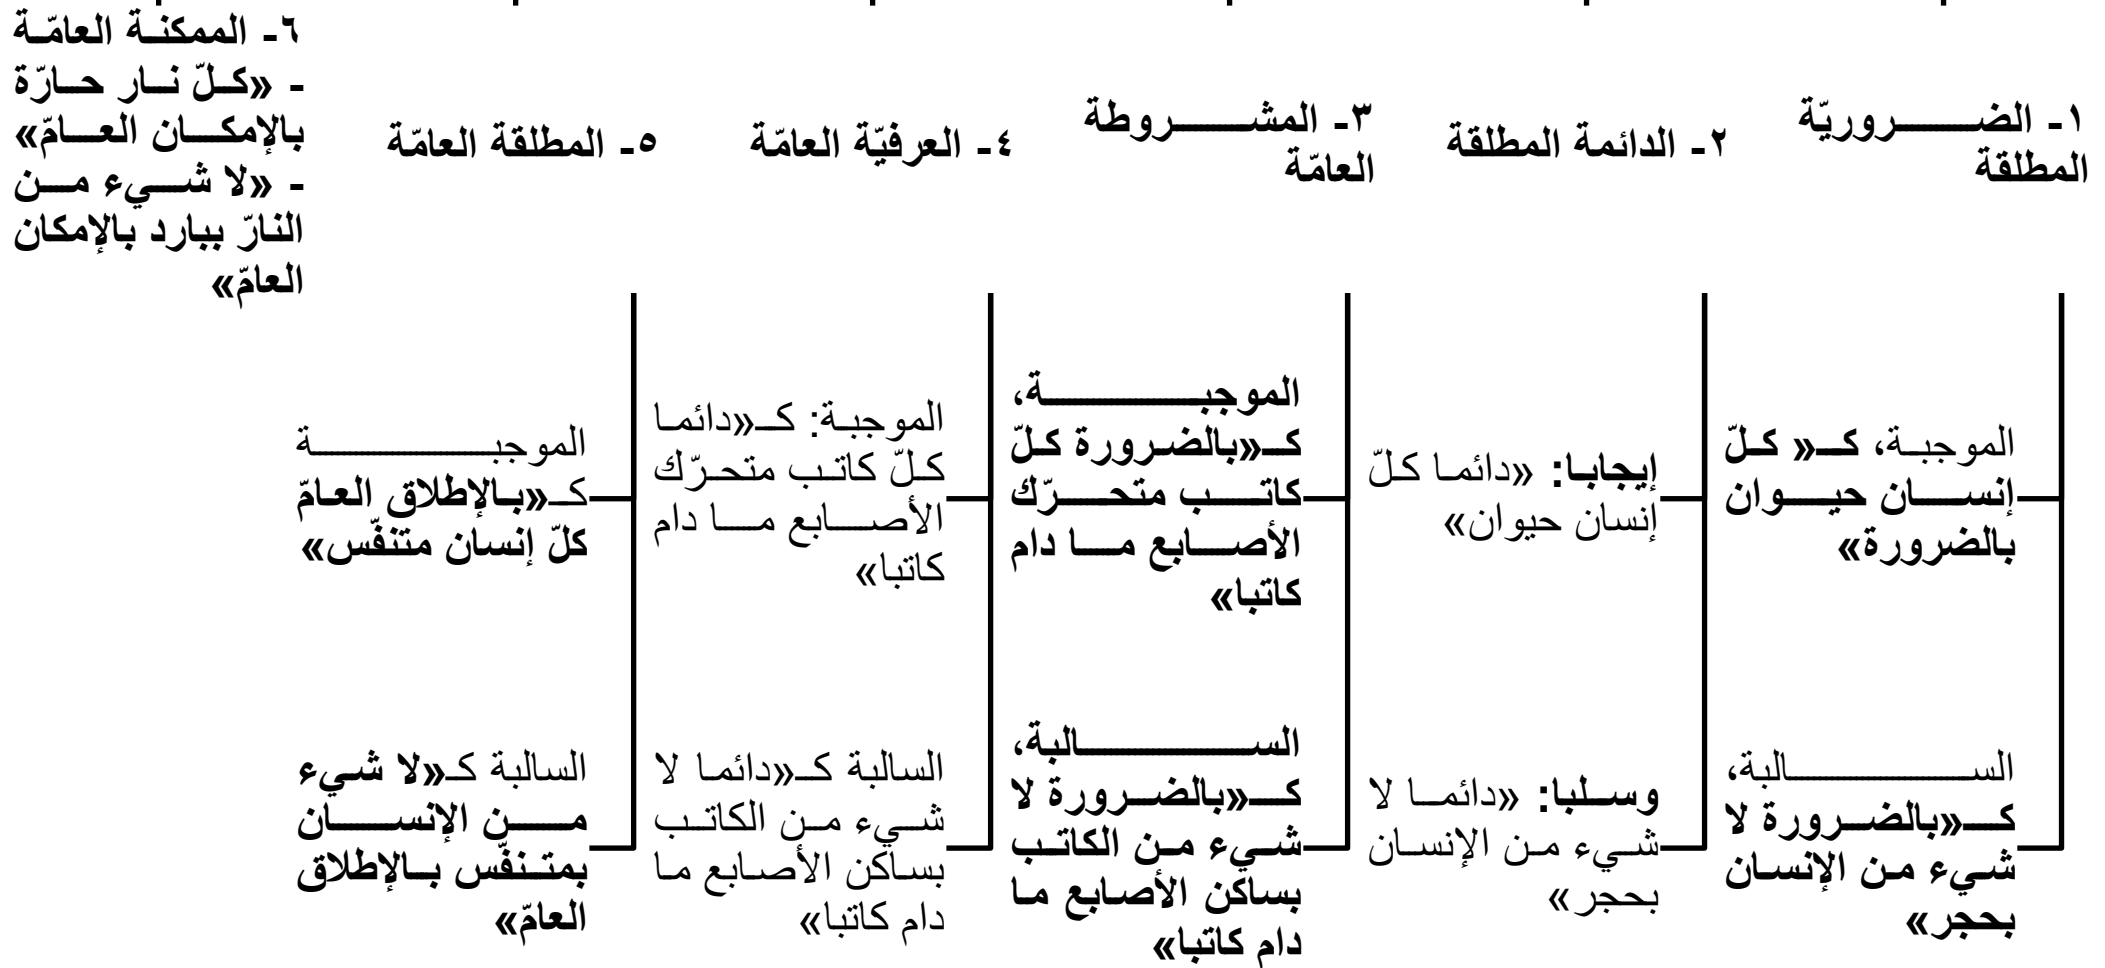 ١- الضروريّة
المطلقة
٢- الدائمة المطلقة
٣- المشروطة
العامّة
٤- العرفيّة العامّة
٥- المطلقة العامّة
٦- الممكنة العامّة
- «كلّ نار حارّة
بالإمكان العامّ»
- «لا شيء من
النارّ ببارد بالإمكان
العامّ»
الموجبة، كـ« كلّ
إنسان حيوان
بالضرورة»
السالبة،
كـ«بالضرورة لا
شيء من الإنسان
بحجر»
إيجابا: «دائما كلّ
إنسان حيوان»
وسلبا: «دائما لا
شيء من الإنسان
بحجر»
الموجبة،
كـ«بالضرورة كلّ
كاتب متحرّك
الأصابع ما دام
كاتبا»
السالبة،
كـ«بالضرورة لا
شيء من الكاتب
بساكن الأصابع ما
دام كاتبا»
الموجبة: كـ«دائما
كلّ كاتب متحرّك
الأصابع ما دام
كاتبا»
السالبة كـ«دائما لا
شيء من الكاتب
بساكن الأصابع ما
دام كاتبا»
الموجبة
كـ«بالإطلاق العامّ
كلّ إنسان متنفّس»
السالبة كـ«لا شيء
من الإنسان
بمتنفّس بالإطلاق
العامّ»